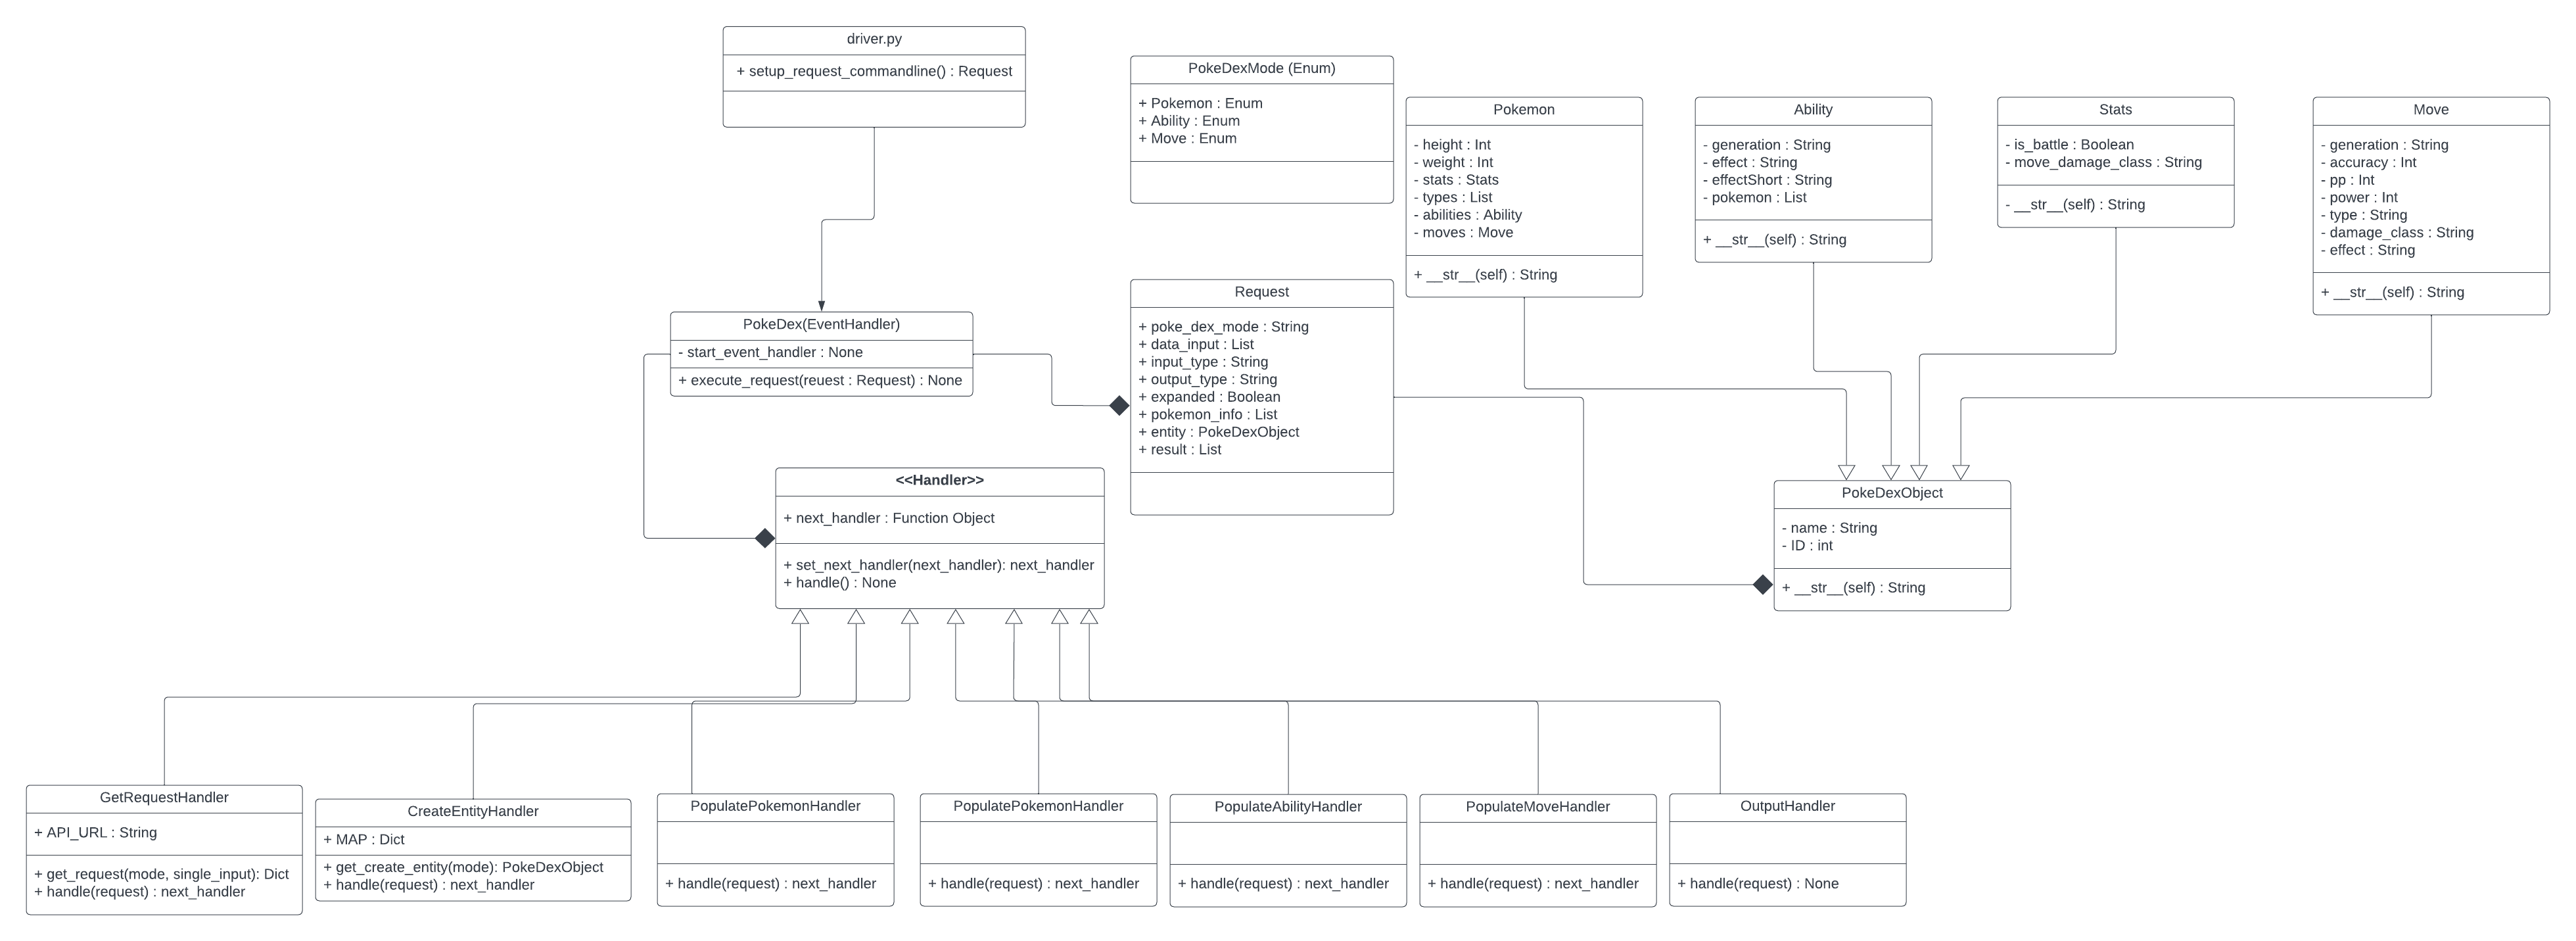 driver.py
+ setup_request_commandline() : Request
PokeDexMode (Enum)
+ Pokemon : Enum
+ Ability : Enum
+ Move : Enum
Pokemon
- height : Int
- weight : Int
- stats : Stats
- types : List
- abilities : Ability
- moves : Move
+ __str__(self) : String
Ability
- generation : String
- effect : String
- effectShort : String
- pokemon : List
+ __str__(self) : String
Stats
- is_battle : Boolean
- move_damage_class : String
- __str__(self) : String
Move
- generation : String
- accuracy : Int
- pp : Int
- power : Int
- type : String
- damage_class : String
- effect : String
+ __str__(self) : String
PokeDex(EventHandler)
- start_event_handler : None
+ execute_request(reuest : Request) : None
Request
+ poke_dex_mode : String
+ data_input : List
+ input_type : String
+ output_type : String
+ expanded : Boolean
+ pokemon_info : List
+ entity : PokeDexObject
+ result : List
<<Handler>>
+ next_handler : Function Object
+ set_next_handler(next_handler): next_handler
+ handle() : None
PokeDexObject
- name : String
- ID : int
+ __str__(self) : String
GetRequestHandler
+ API_URL : String
+ get_request(mode, single_input): Dict
+ handle(request) : next_handler
CreateEntityHandler
+ MAP : Dict
+ get_create_entity(mode): PokeDexObject
+ handle(request) : next_handler
PopulatePokemonHandler
+ handle(request) : next_handler
PopulatePokemonHandler
+ handle(request) : next_handler
PopulateAbilityHandler
+ handle(request) : next_handler
PopulateMoveHandler
+ handle(request) : next_handler
OutputHandler
+ handle(request) : None